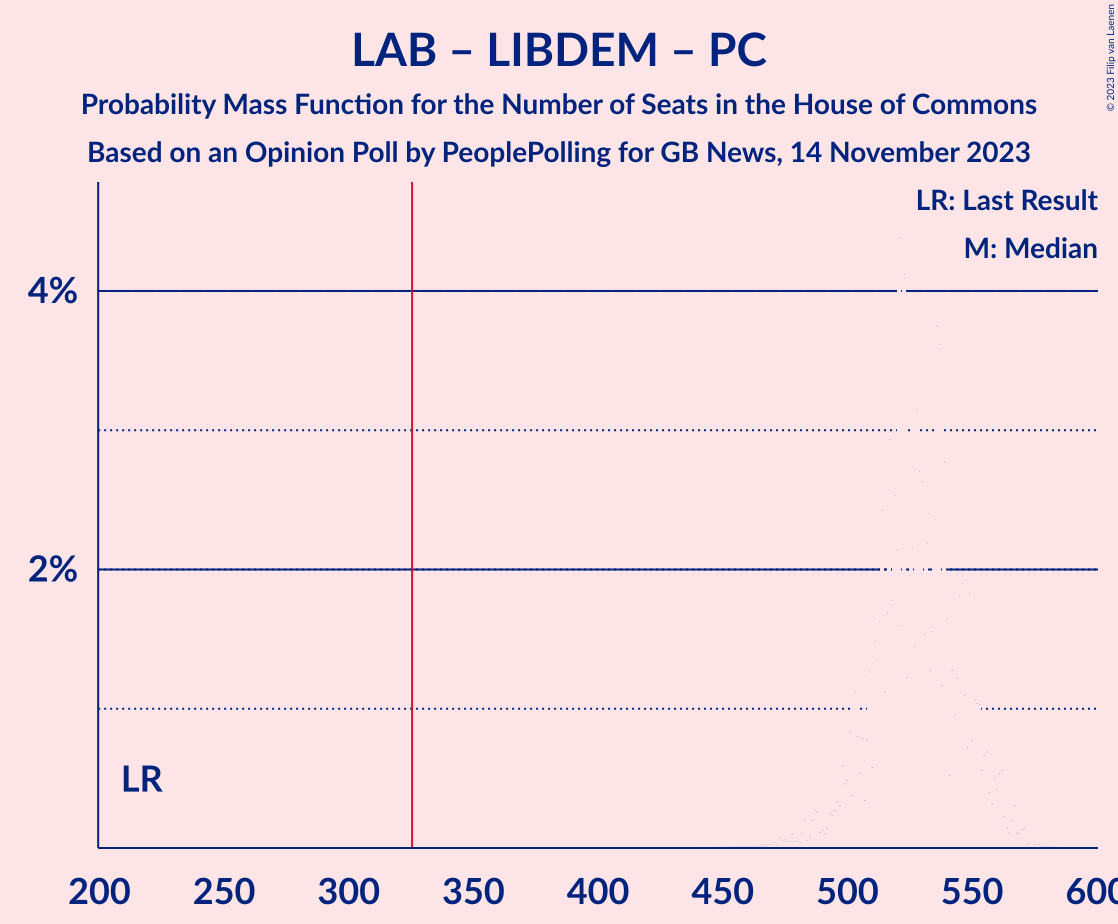 LAB – LIBDEM – PC
Probability Mass Function for the Number of Seats in the House of Commons
Based on an Opinion Poll by PeoplePolling for GB News, 14 November 2023
© 2023 Filip van Laenen
LR: Last Result
M: Median
4%
2%
LR
200 250 300 350 400 450 500 550 600